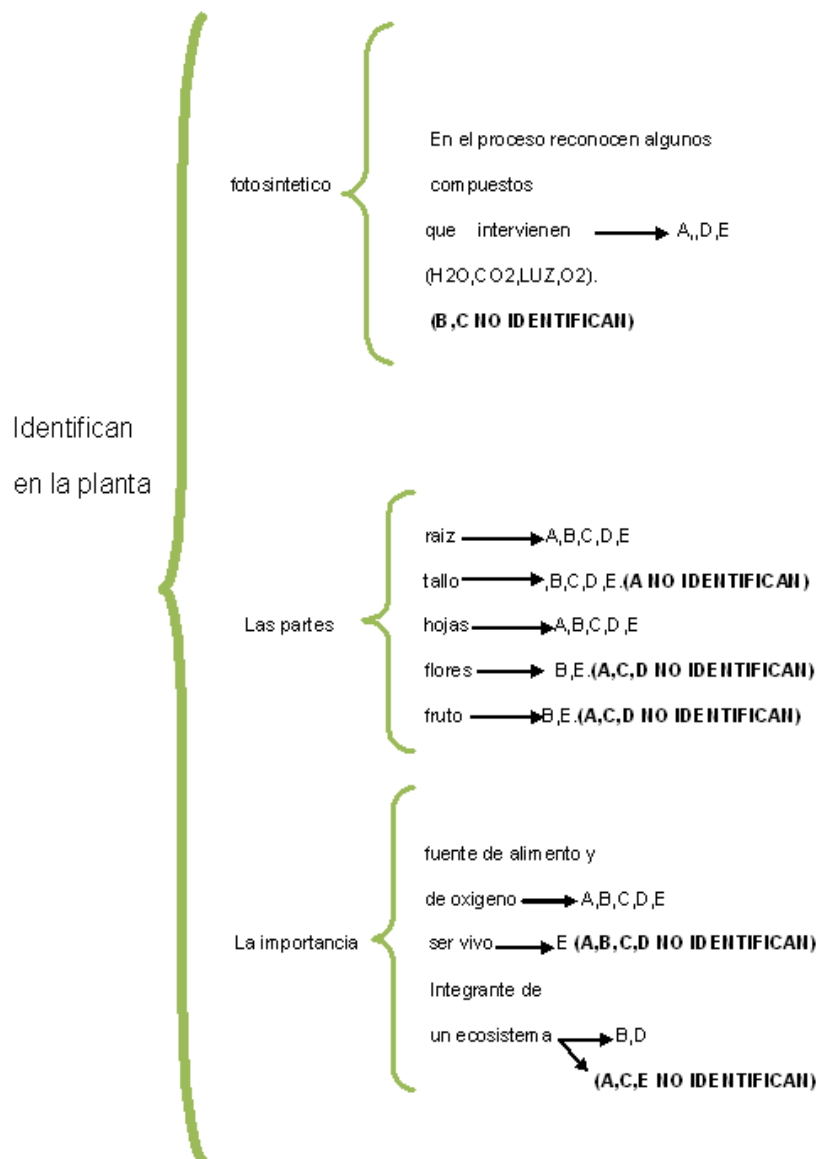 fotosintetico
En el proceso reconocen algunos
compuestos
que intervienen A,,D,E
(H2O,CO2,LUZ,O2).
(B,C NO IDENTIFICAN)
Identifican
en la planta
Las partes
raiz A,B,C,D,E
tallo ,B,C,D,E.(A NO IDENTIFICAN)
hojas A,B,C,D,E
flores B,E.(A,C,D NO IDENTIFICAN)
fruto B,E.(A,C,D NO IDENTIFICAN)
La importancia
fuente de alimento y
de oxigeno A,B,C,D,E
ser vivo E (A,B,C,D NO IDENTIFICAN)
Integrante de
un ecosistema B,D
(A,C,E NO IDENTIFICAN)